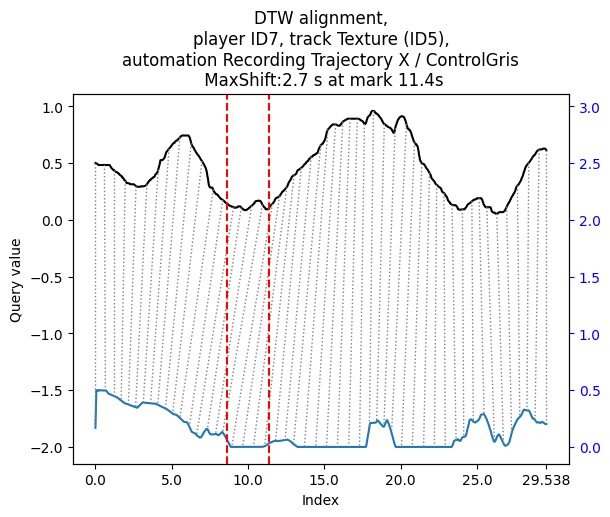 DTW alignment,
player ID7, track Texture (ID5),
automation Recording Trajectory X / ControlGris
MaxShift:2.7 s at mark 11.4s
1.0
0.5
0.0
−0.5
−1.0
−1.5
−2.0
Query value
3.0
2.5
2.0
1.5
1.0
0.5
0.0
0.0 5.0 10.0 15.0 20.0 25.0 29.538
Index